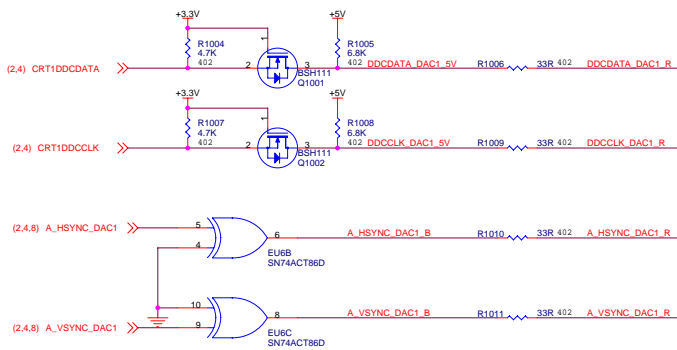 +3.3V
+5V
R1004
4.7K
402
1
2
3
BSH111
Q1001
R1005
6.8K
402
(2,4) CRT1DDCDATA
DDCDATA_DAC1_5V
R1006
33R 402
DDCDATA_DAC1_R
+3.3V
+5V
R1007
4.7K
402
1
2
3
BSH111
Q1002
R1008
6.8K
402
(2,4) CRT1DDCCLK
DDCCLK_DAC1_5V
R1009
33R 402
DDCCLK_DAC1_R
(2,4,8) A_HSYNC_DAC1
5
4
6
EU6B
SN74ACT86D
A_HSYNC_DAC1_B
R1010
33R 402
A_HSYNC_DAC1_R
(2,4,8) A_VSYNC_DAC1
10
9
8
EU6C
SN74ACT86D
A_VSYNC_DAC1_B
R1011
33R 402
A_VSYNC_DAC1_R